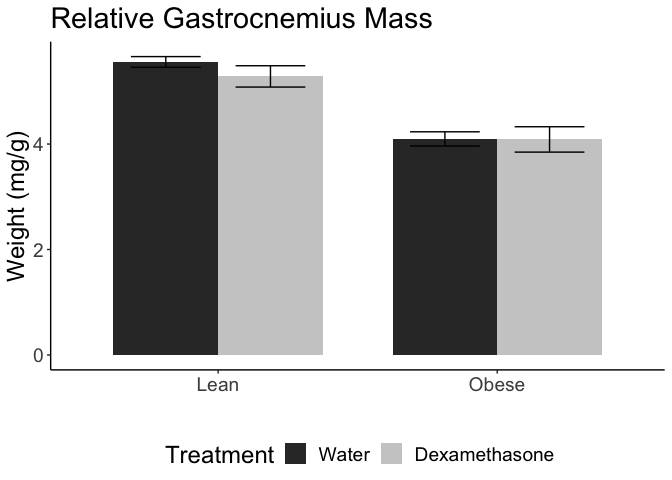 Relative Gastrocnemius Mass
Weight (mg/g)
4
2
0
Lean Obese
Treatment Water Dexamethasone